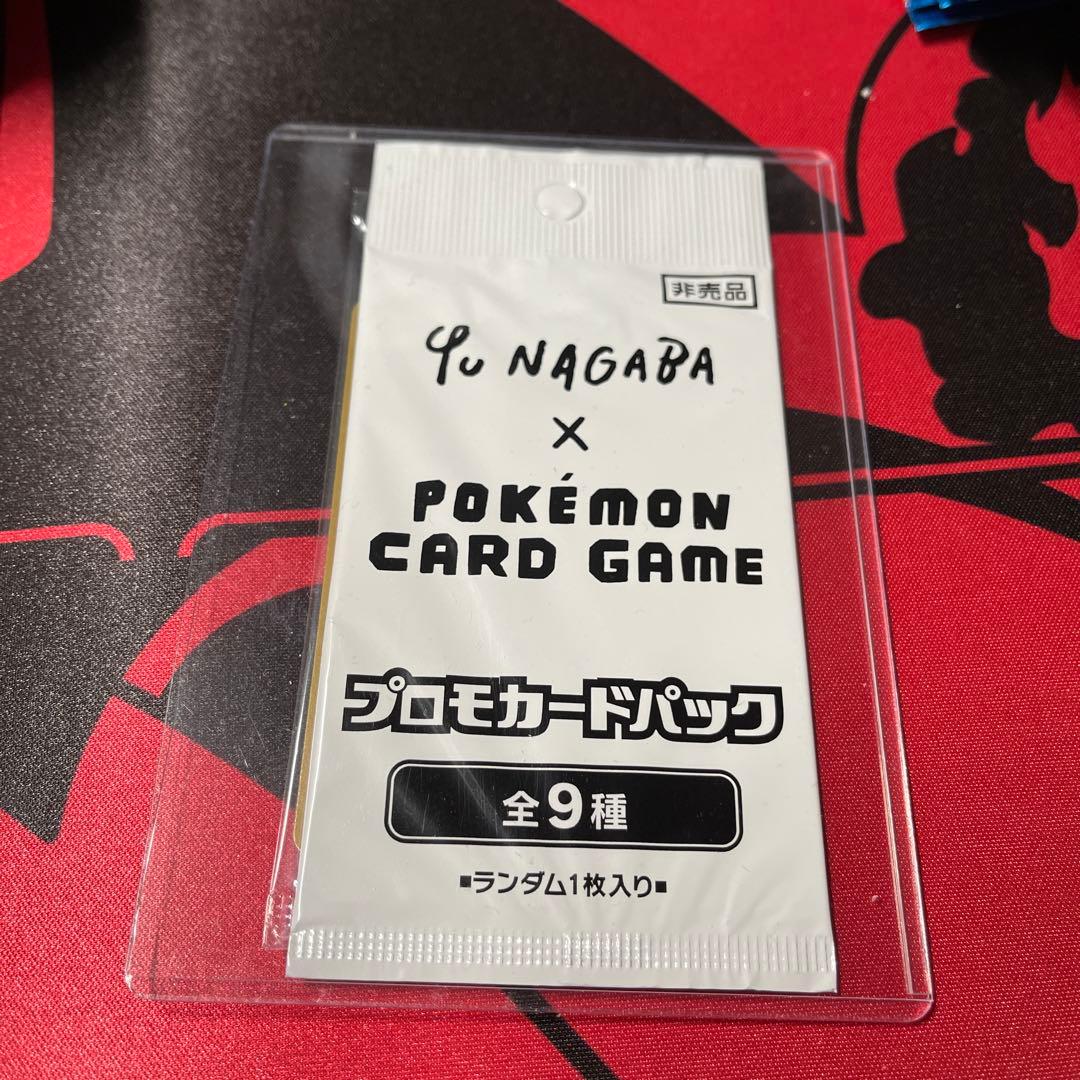 非売品
Yu NAGABA
×
POKÉMON
CARD GAME
プロモカードパック
全9種
▪ランダム1枚入り▪